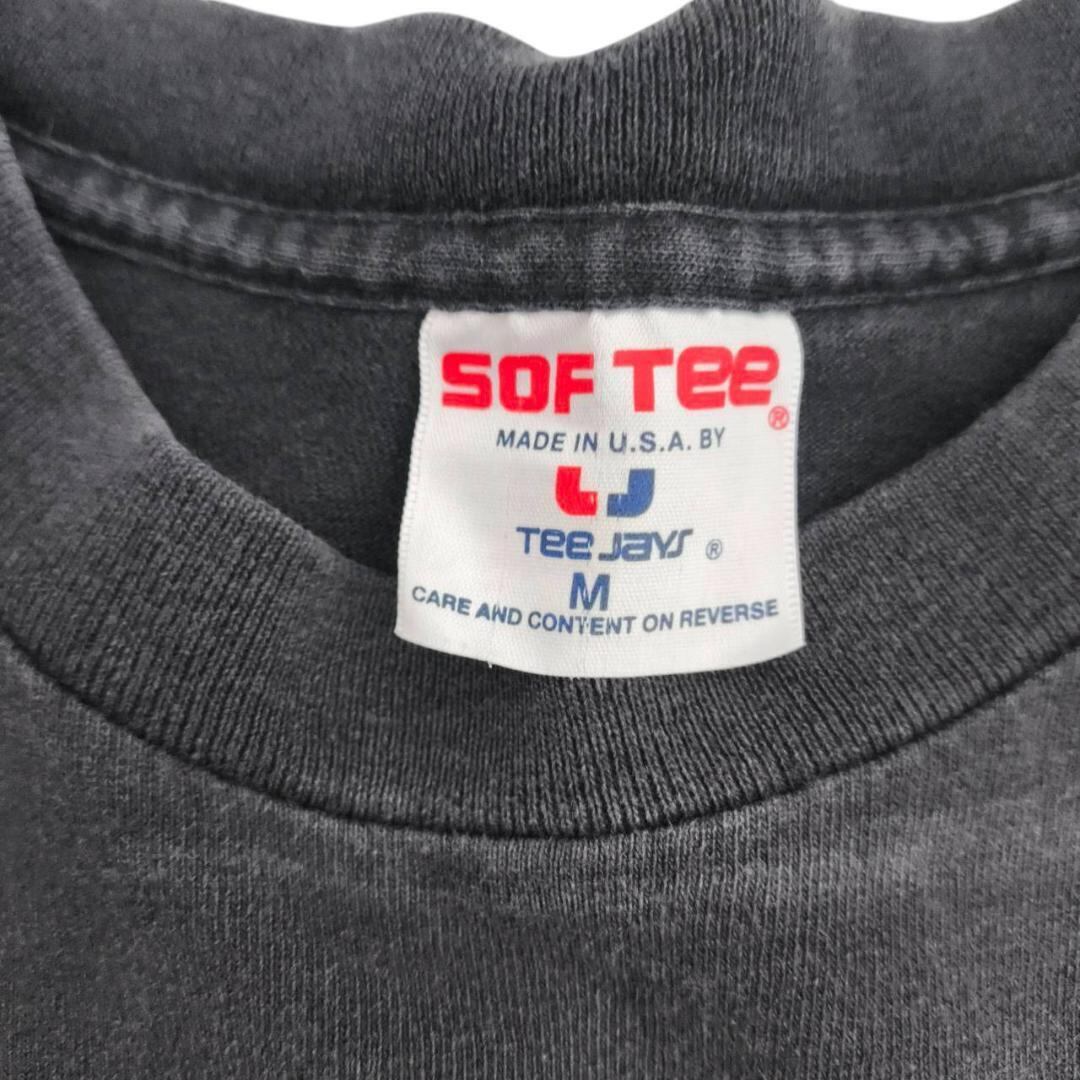 SOF TEE®
MADE IN U.S.A. BY
TEE JAYS ®
M
CARE AND CONTENT ON REVERSE